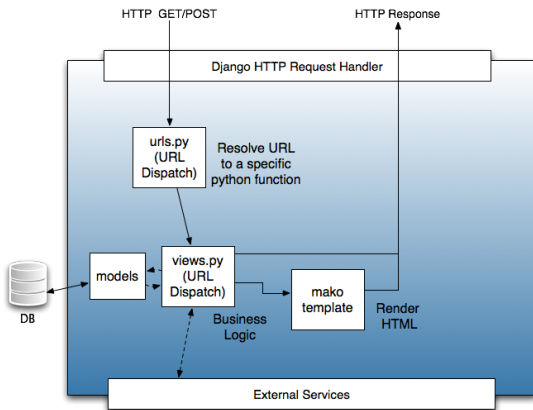 HTTP GET/POST
HTTP Response
Django HTTP Request Handler
urls.py
(URL
Dispatch)
Resolve URL
to a specific
python function
views.py
(URL
Dispatch)
models
DB
mako
template
Business
Logic
Render
HTML
External Services